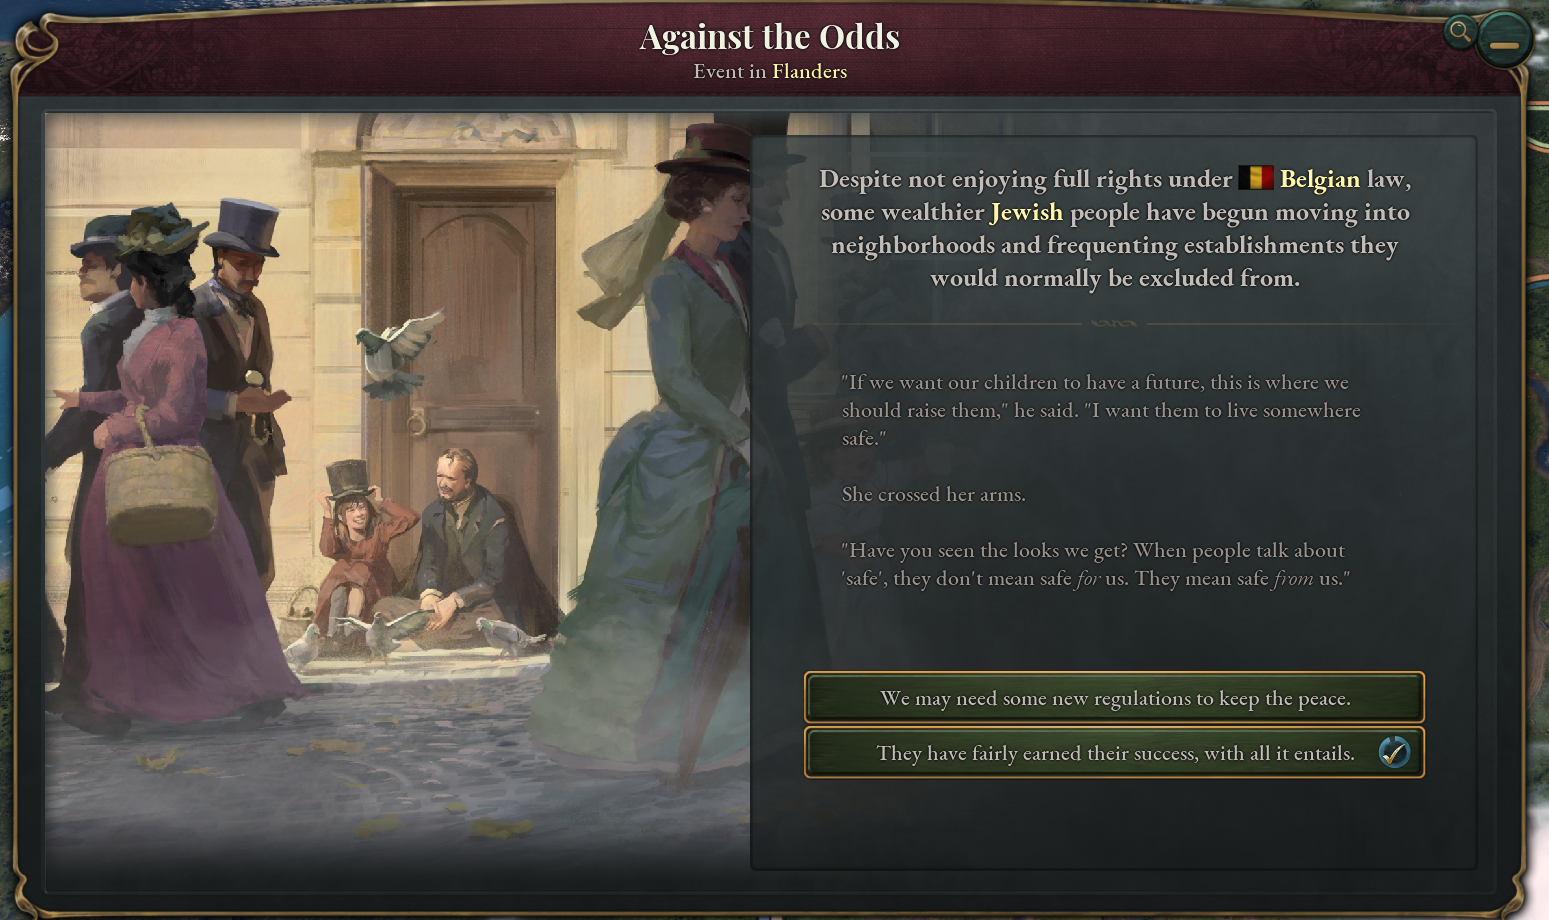 Against the Odds
Event in Flanders
Despite not enjoying full rights under Belgian law,
some wealthier Jewish people have begun moving into
neighborhoods and frequenting establishments they
would normally be excluded from.
"If we want our children to have a future, this is where we
should raise them," he said. "I want them to live somewhere
safe."
She crossed her arms.
"Have you seen the looks we get? When people talk about
'safe', they don't mean safe for us. They mean safe from us."
We may need some new regulations to keep the peace.
They have fairly earned their success, with all it entails.